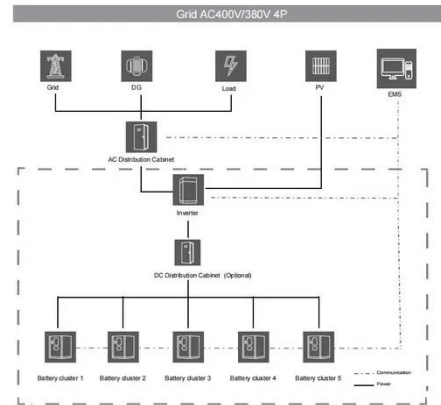 Grid AC400V/380V 4P
Grid
DG
Load
PV
EMS
AC Distribution Cabinet
Inverter
DC Distribution Cabinet (Optional)
Battery cluster 1
Battery cluster 2
Battery cluster 3
Battery cluster 4
Battery cluster 5
Communication
Power